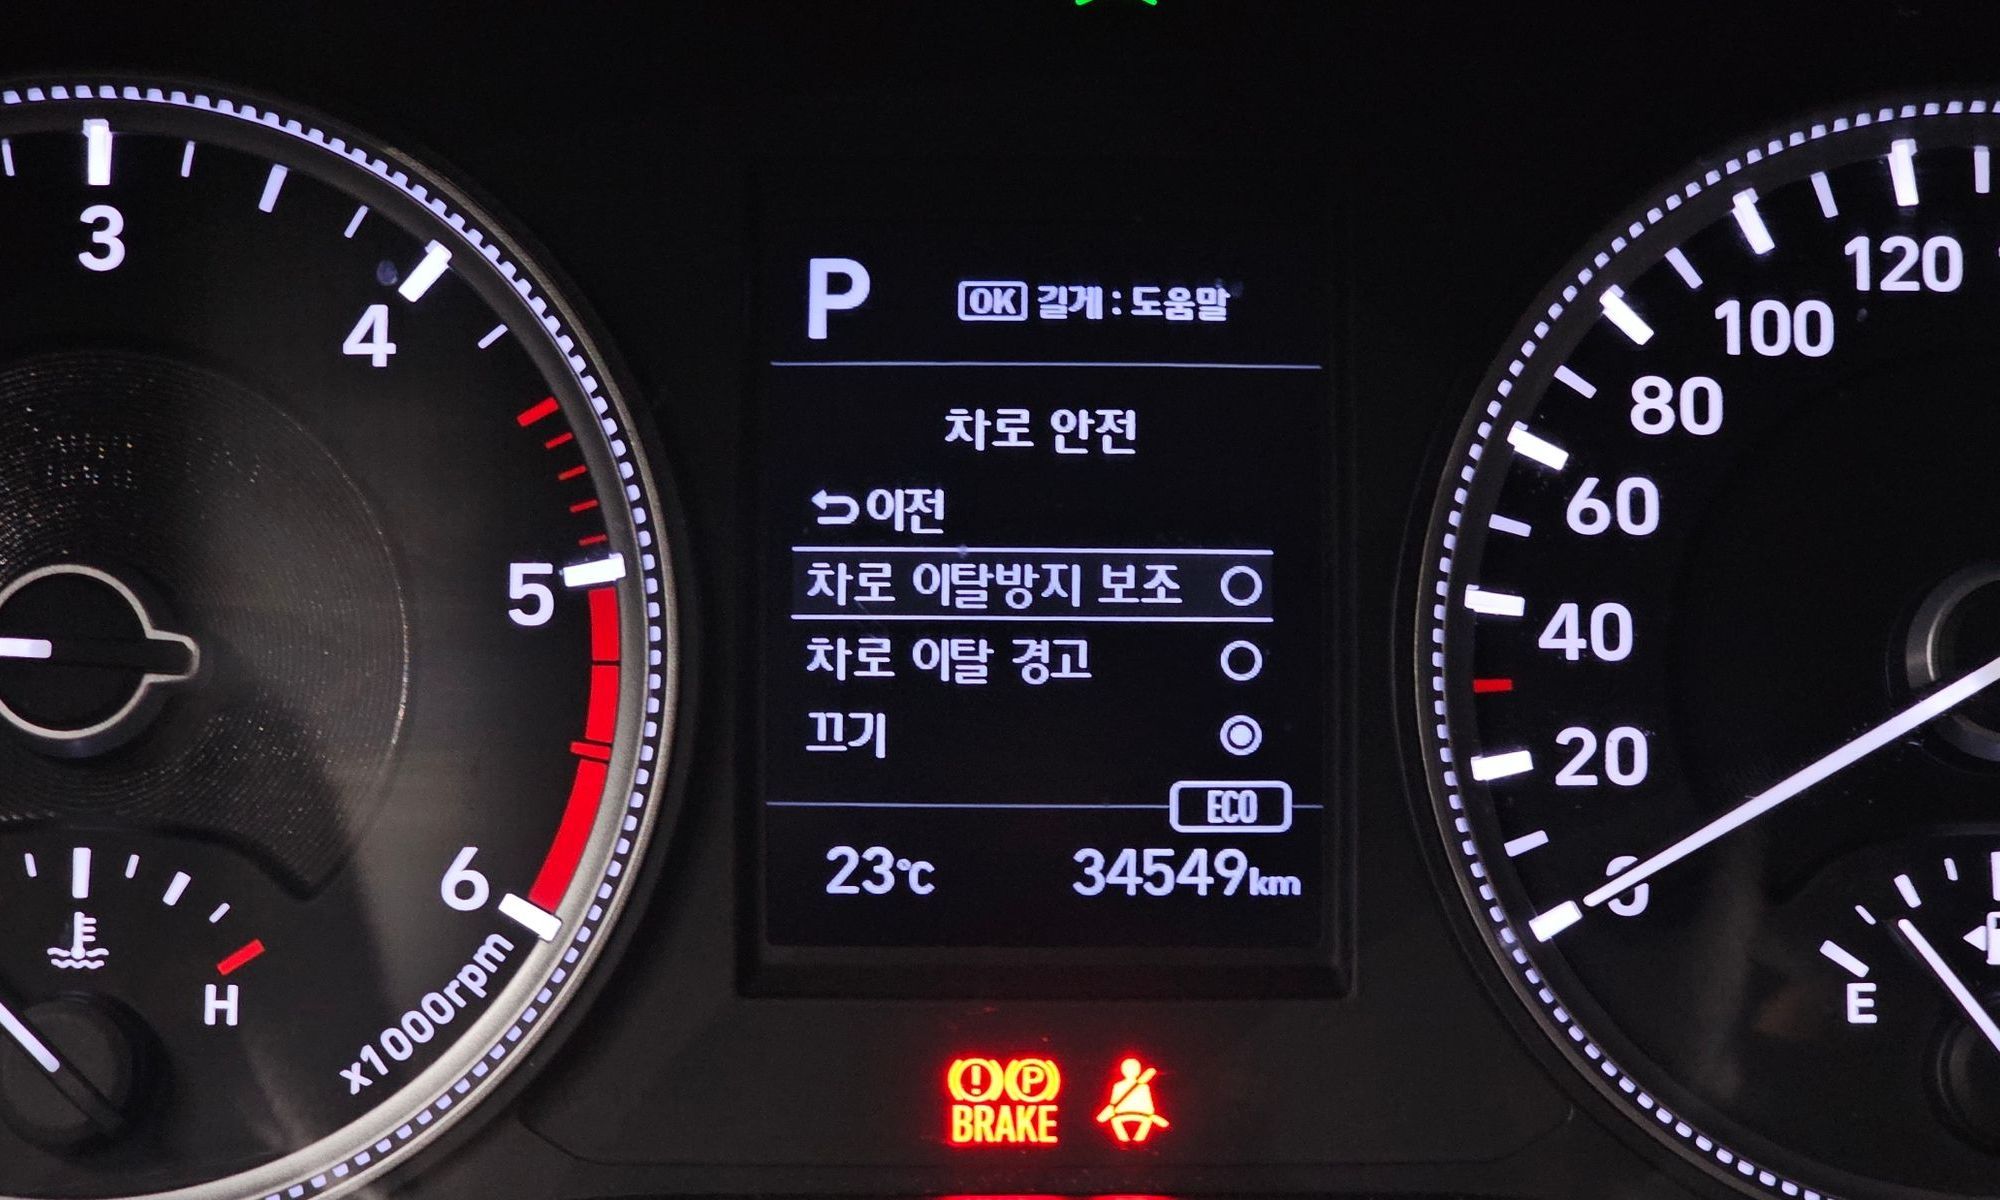 P
OK 길게 : 도움말
차로 안전
이전
차로 이탈방지 보조
차로 이탈 경고
끄기
ECO
23℃ 34549km
3
4
5
6
x1000rpm
H
120
100
80
60
40
20
0
E
BRAKE
P